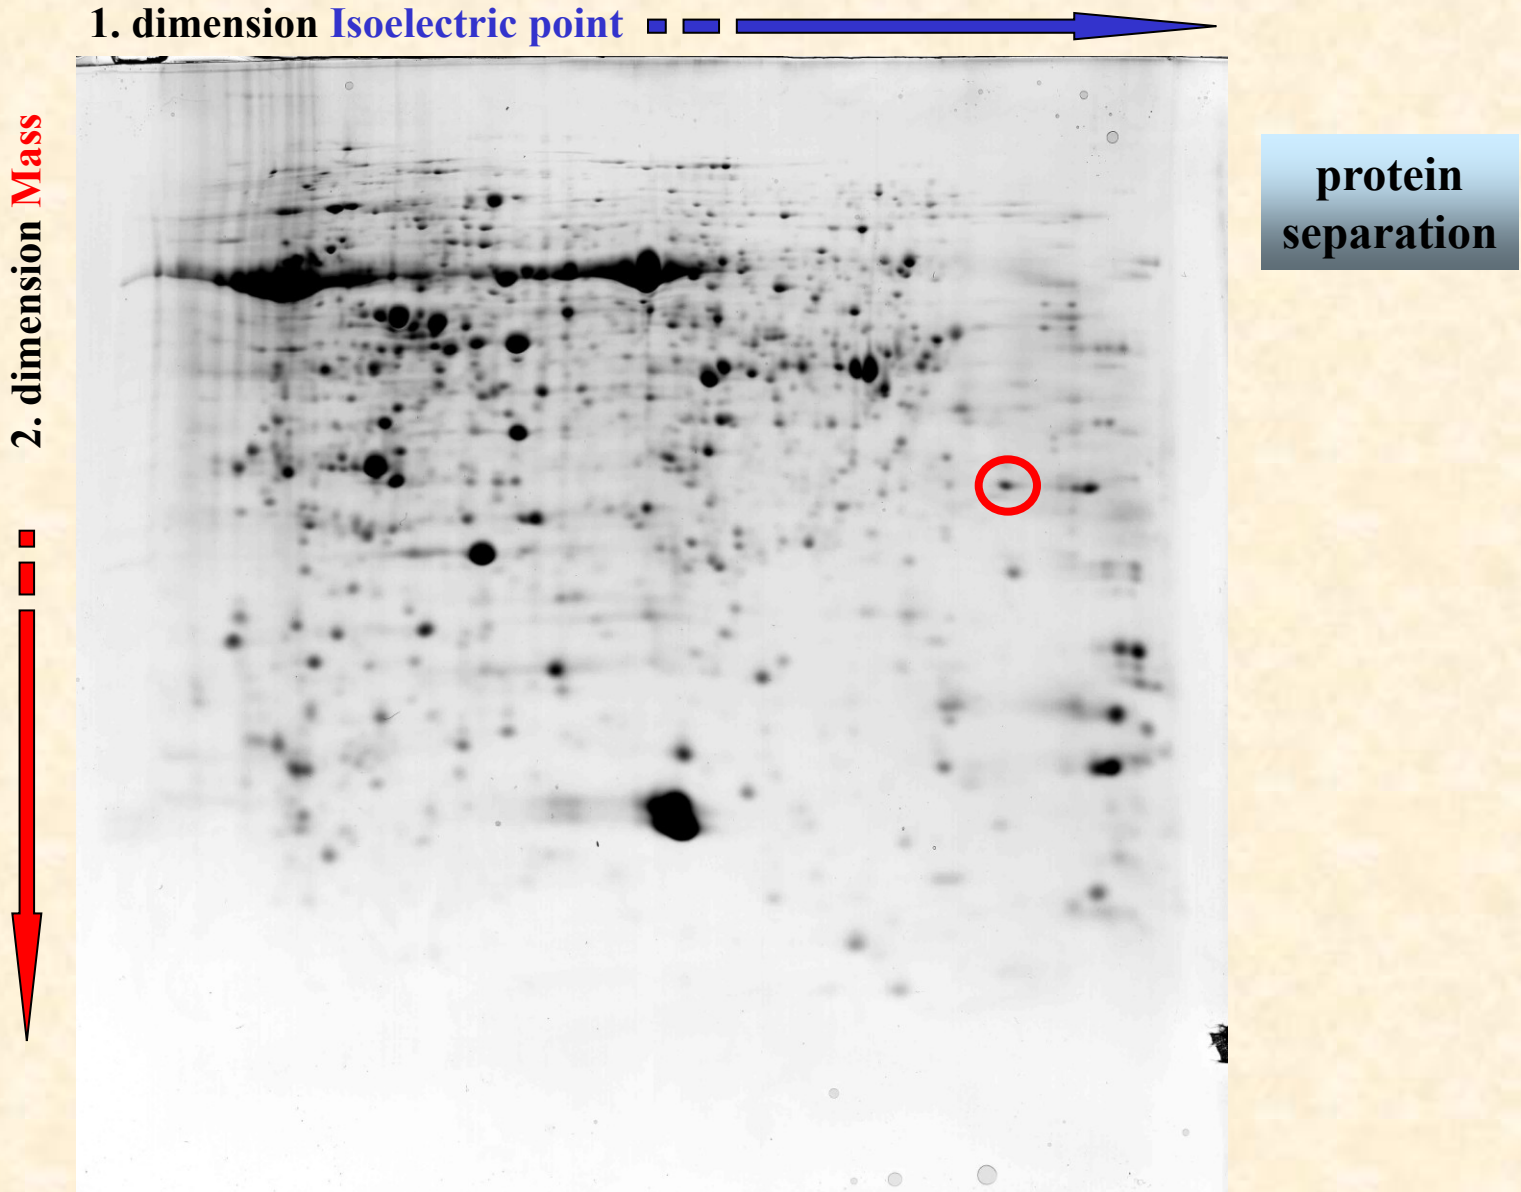 1. dimension Isoelectric point
2. dimension Mass
protein
separation